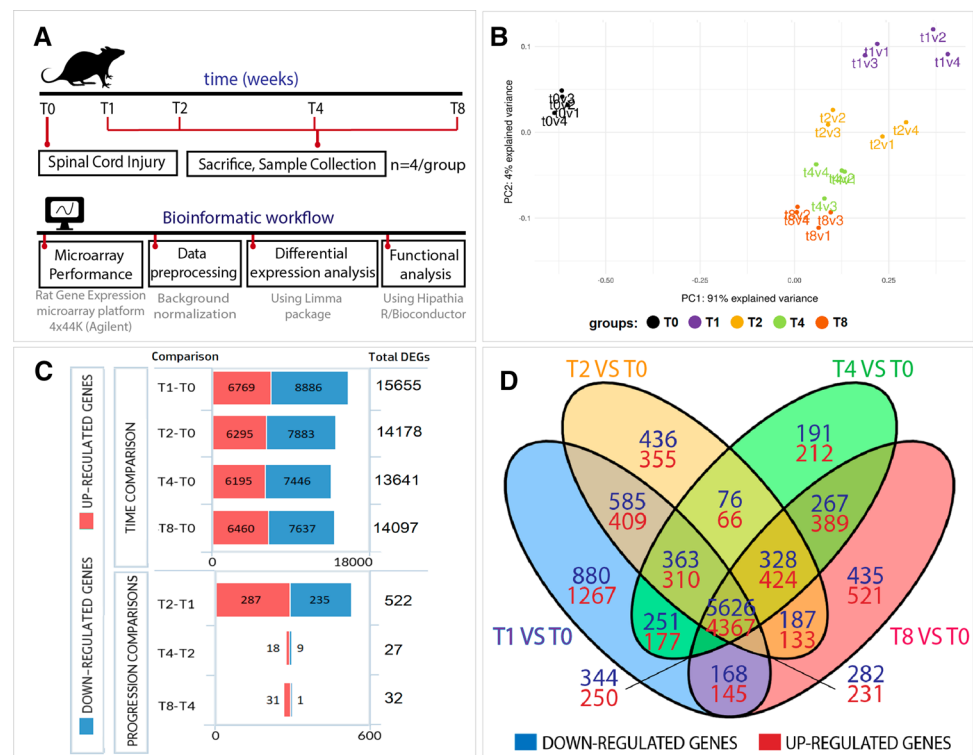 A
time (weeks)
T0 T1 T2 T4 T8
Spinal Cord Injury
Sacrifice, Sample Collection
n=4/group
Bioinformatic workflow
Microarray
Performance
Data
preprocessing
Differential
expression analysis
Functional
analysis
Rat Gene Expression
microarray platform
4x44K (Agilent)
Background
normalization
Using Limma
package
Using Hipathia
R/Bioconductor
B
PC2: 4% explained variance
0.1
0.0
-0.1
t1v2
t1v1
t1v3
t1v4
t0v3
t0v1
t0v4
t2v2
t2v3
t2v4
t2v1
t4v4
t4v3
t8v2
t8v4
t8v3
t8v1
-0.50 -0.25 0.00 0.25
PC1: 91% explained variance
groups: T0 T1 T2 T4 T8
C
Comparison
Total DEGs
UP-REGULATED GENES
DOWN-REGULATED GENES
TIME COMPARISON
T1-T0 6769 8886 15655
T2-T0 6295 7883 14178
T4-T0 6195 7446 13641
T8-T0 6460 7637 14097
0 18000
PROGRESSION COMPARISONS
T2-T1 287 235 522
T4-T2 18 9 27
T8-T4 31 1 32
0 600
D
T2 VS T0
T4 VS T0
T1 VS T0
T8 VS T0
436
355
191
212
585
409
76
66
267
389
363
310
328
424
880
1267
435
521
5626
4367
251
177
187
133
168
145
344
250
282
231
DOWN-REGULATED GENES
UP-REGULATED GENES